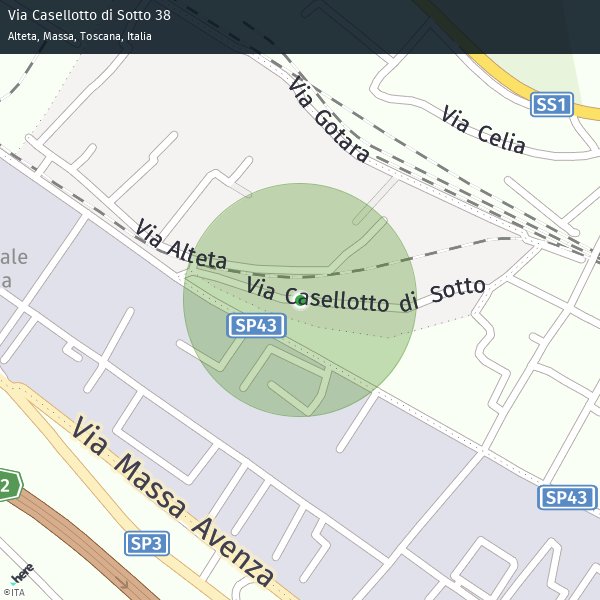 Via Casellotto di Sotto 38
Alteta, Massa, Toscana, Italia
SS1
Via Gotara
Via Celia
Via Alteta
ale
a
Via Casellotto di Sotto
SP43
Via Massa Avenza
2
SP43
SP3
here
©ITA